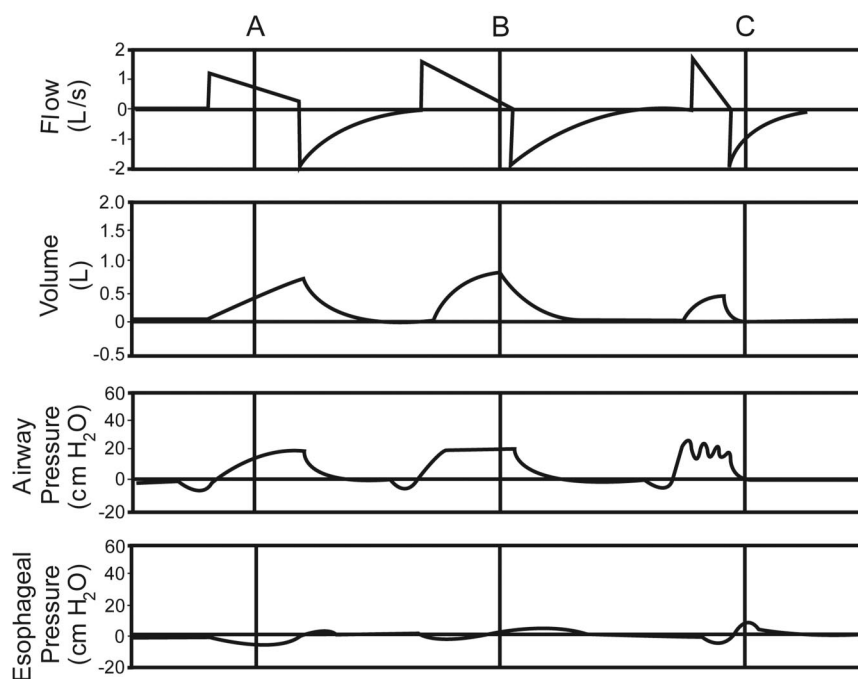 A B C
Flow
(L/s)
2
1
0
-1
-2
Volume
(L)
2.0
1.5
1.0
0.5
0
-0.5
Airway
Pressure
(cm H₂O)
60
40
20
0
-20
Esophageal
Pressure
(cm H₂O)
60
40
20
0
-20